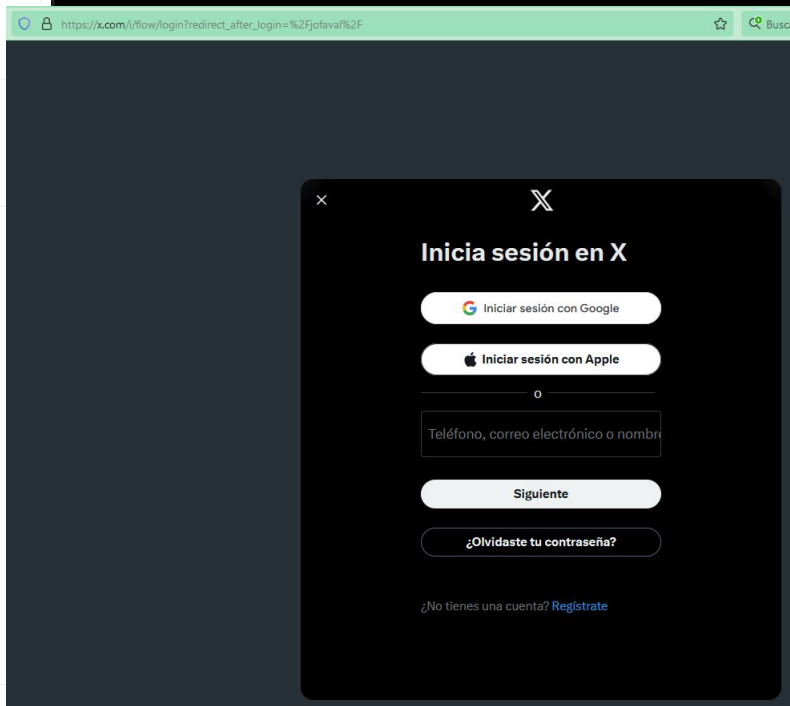 https://x.com/i/flow/login?redirect_after_login=%2Fjofaval%2F
Busca
Inicia sesión en X
Iniciar sesión con Google
Iniciar sesión con Apple
o
Teléfono, correo electrónico o nombre
Siguiente
¿Olvidaste tu contraseña?
¿No tienes una cuenta? Regístrate